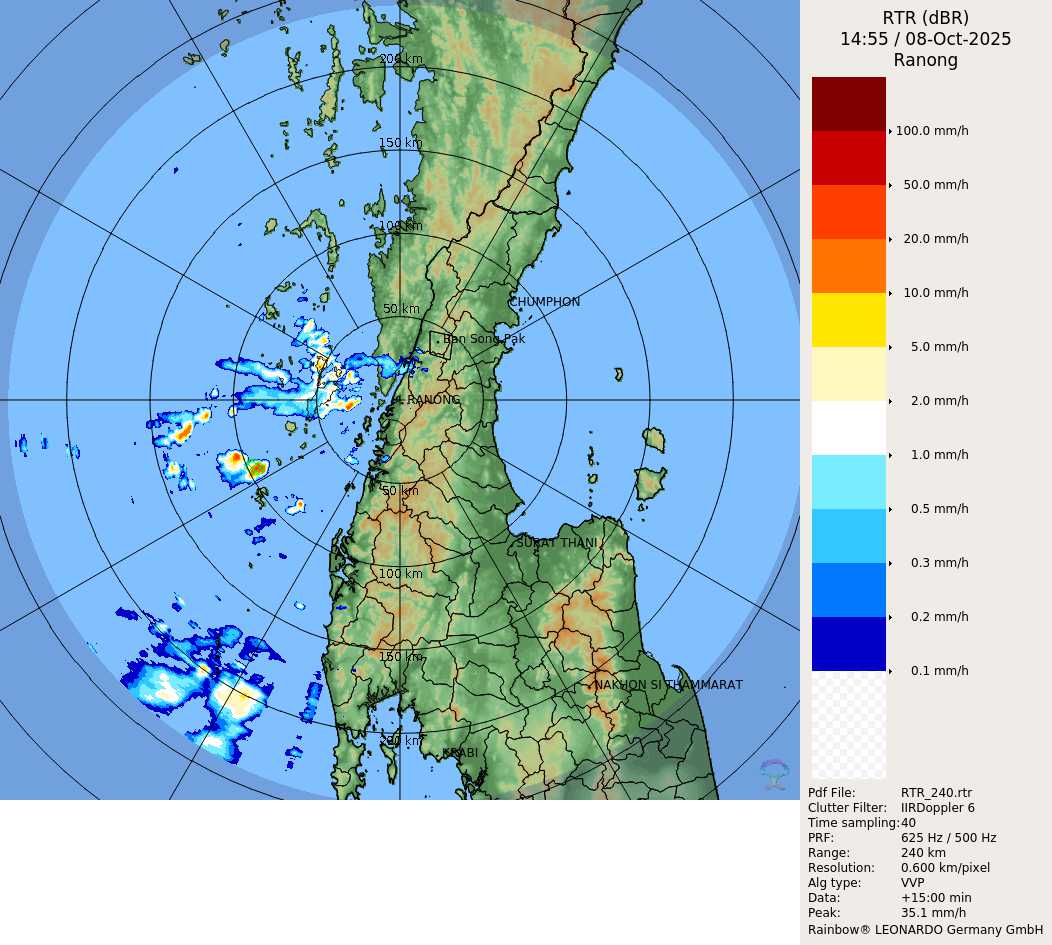 RTR (dBR)
14:55 / 08-Oct-2025
Ranong
200 km
150 km
100 km
50 km
CHUMPHON
Ban Song Pak
RANONG
50 km
SURAT THANI
100 km
150 km
NAKHON SI THAMMARAT
200 km
KRABI
100.0 mm/h
50.0 mm/h
20.0 mm/h
10.0 mm/h
5.0 mm/h
2.0 mm/h
1.0 mm/h
0.5 mm/h
0.3 mm/h
0.2 mm/h
0.1 mm/h
Pdf File: RTR_240.rtr
Clutter Filter: IIRDoppler 6
Time sampling:40
PRF: 625 Hz / 500 Hz
Range: 240 km
Resolution: 0.600 km/pixel
Alg type: VVP
Data: +15:00 min
Peak: 35.1 mm/h
Rainbow® LEONARDO Germany GmbH